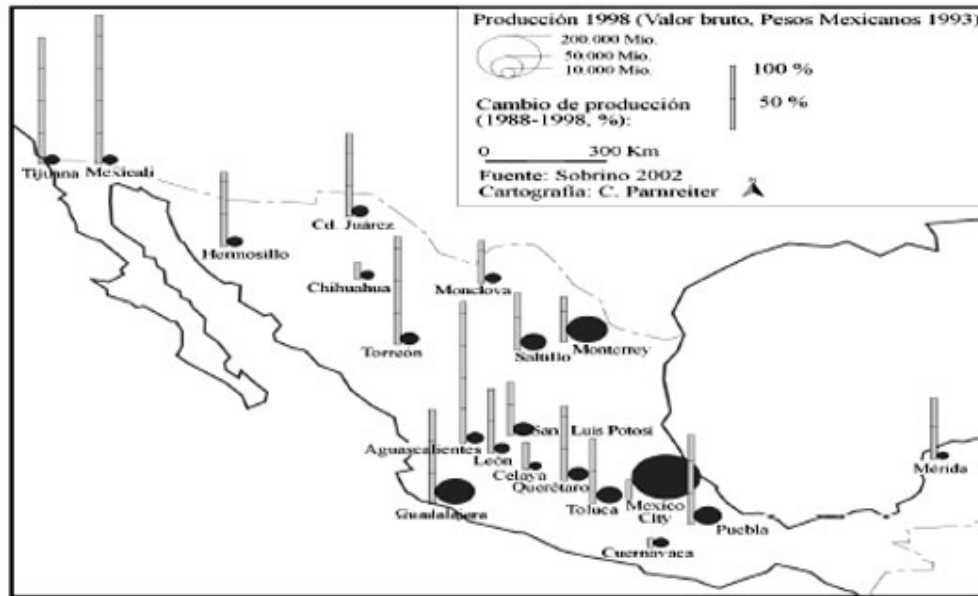 Producción 1998 (Valor bruto, Pesos Mexicanos 1993)
200.000 Mio.
50.000 Mio.
10.000 Mio.
100 %
50 %
Cambio de producción
(1988-1998, %):
0 300 Km
Fuente: Sobrino 2002
Cartografía: C. Parnreiter
N
Tijuana
Mexicali
Hermosillo
Cd. Juárez
Chihuahua
Monclova
Torreón
Saltillo
Monterrey
Aguascalientes
San Luis Potosí
León
Celaya
Querétaro
Guadalajara
Toluca
Mexico
City
Puebla
Cuernavaca
Mérida